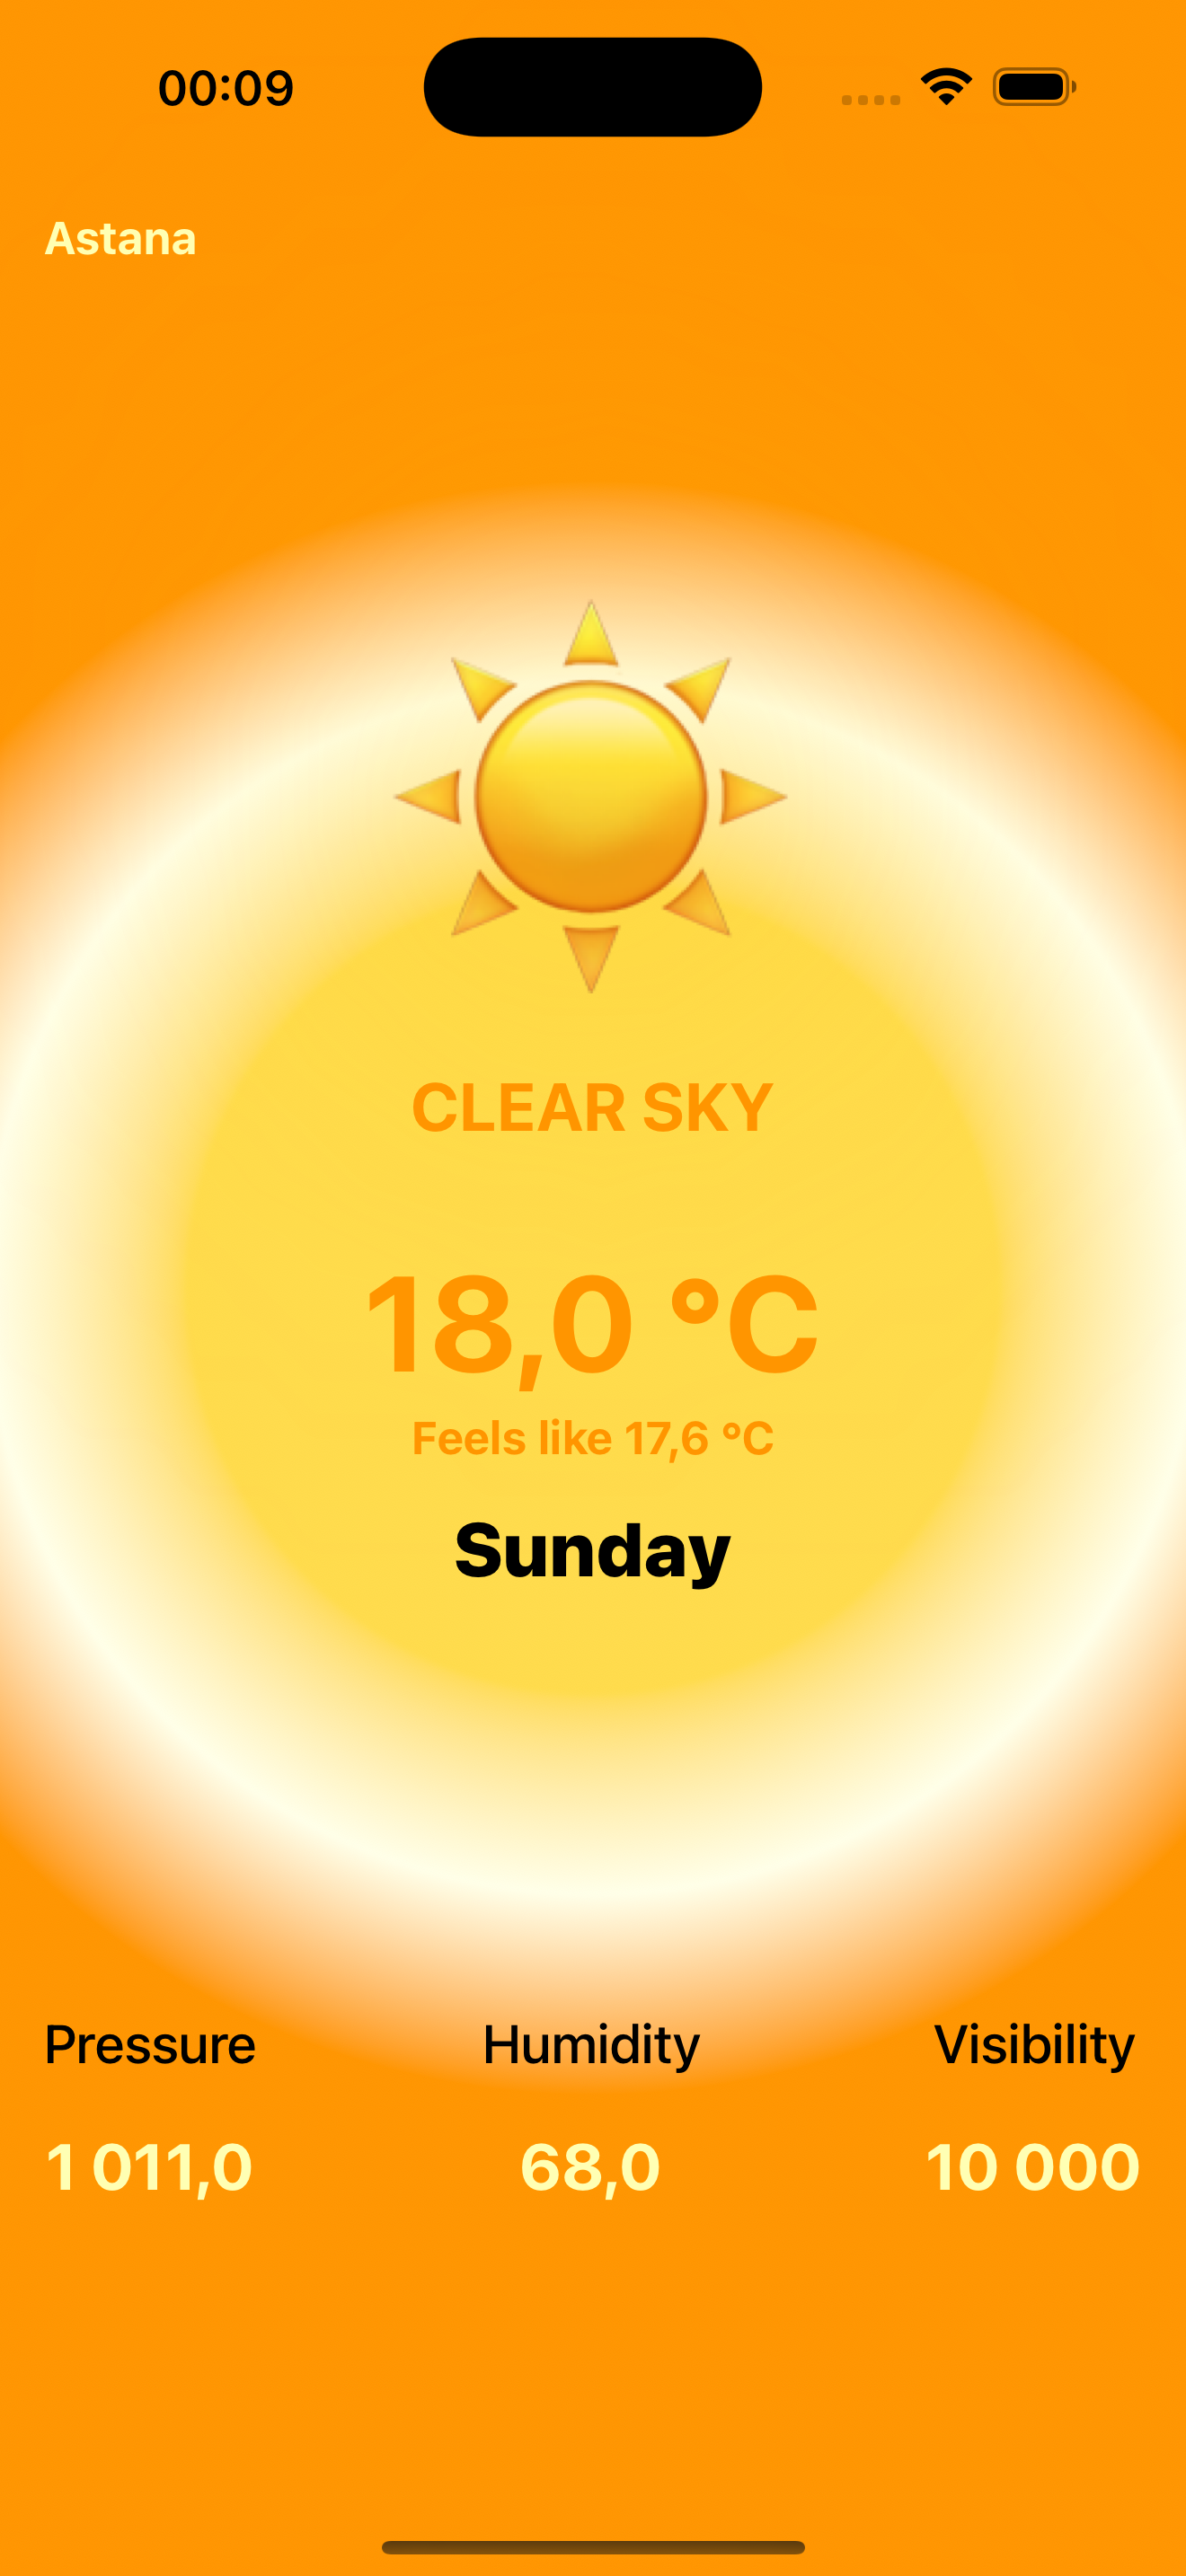 00:09
Astana
CLEAR SKY
18,0 °C
Feels like 17,6 °C
Sunday
Pressure Humidity Visibility
1 011,0 68,0 10 000